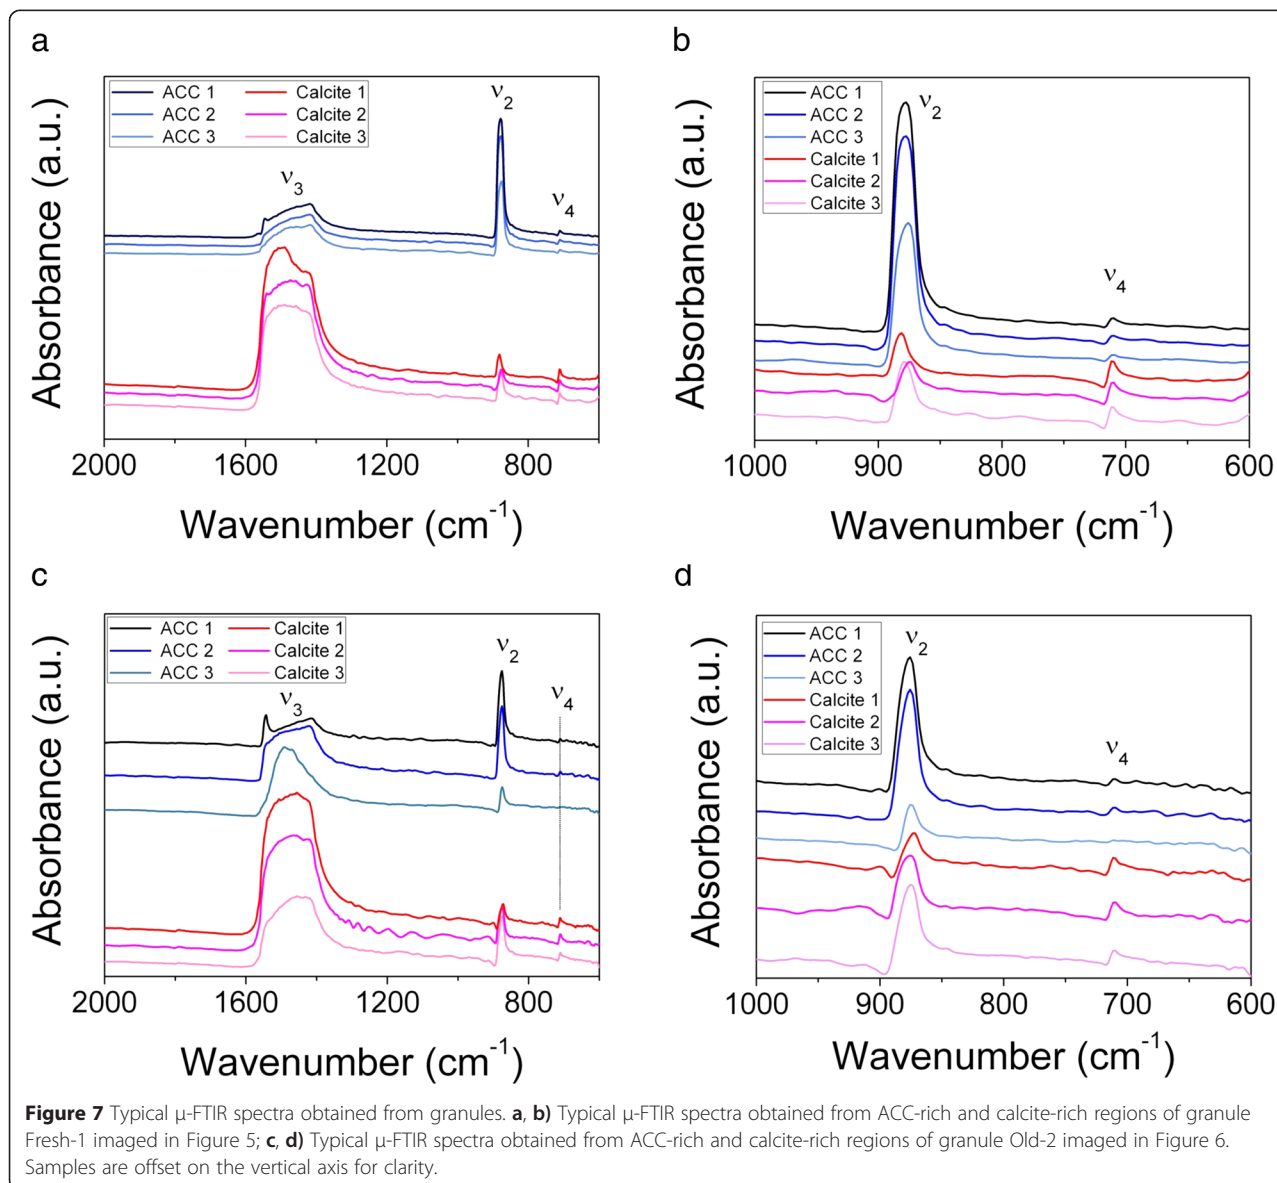 a
ACC 1 Calcite 1
ACC 2 Calcite 2
ACC 3 Calcite 3
ν2
ν3
ν4
Absorbance (a.u.)
2000 1600 1200 800
Wavenumber (cm-1)
b
ACC 1
ACC 2
ACC 3
Calcite 1
Calcite 2
Calcite 3
ν2
ν4
Absorbance (a.u.)
1000 900 800 700 600
Wavenumber (cm-1)
c
ACC 1 Calcite 1
ACC 2 Calcite 2
ACC 3 Calcite 3
ν2
ν3
ν4
Absorbance (a.u.)
2000 1600 1200 800
Wavenumber (cm-1)
d
ACC 1
ACC 2
ACC 3
Calcite 1
Calcite 2
Calcite 3
ν2
ν4
Absorbance (a.u.)
1000 900 800 700 600
Wavenumber (cm-1)
Figure 7 Typical μ-FTIR spectra obtained from granules. a, b) Typical μ-FTIR spectra obtained from ACC-rich and calcite-rich regions of granule
Fresh-1 imaged in Figure 5; c, d) Typical μ-FTIR spectra obtained from ACC-rich and calcite-rich regions of granule Old-2 imaged in Figure 6.
Samples are offset on the vertical axis for clarity.